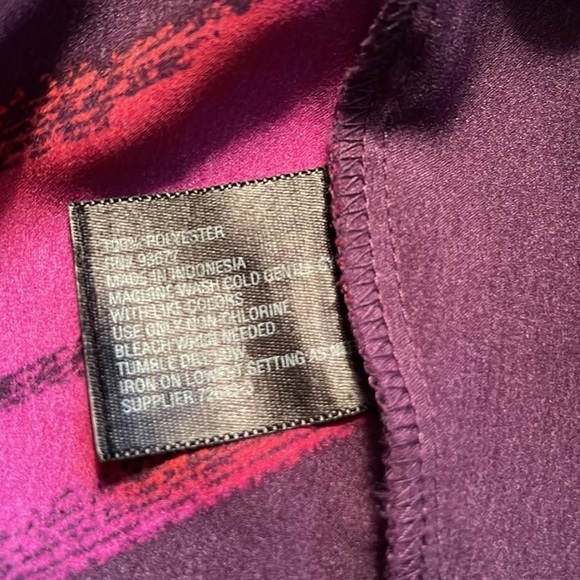 100% POLYESTER
RN# 93677
MADE IN INDONESIA
MACHINE WASH COLD GENTLE
WITH LIKE COLORS
USE ONLY NON-CHLORINE
BLEACH WHEN NEEDED
TUMBLE DRY LOW
IRON ON LOWEST SETTING AS
SUPPLIER